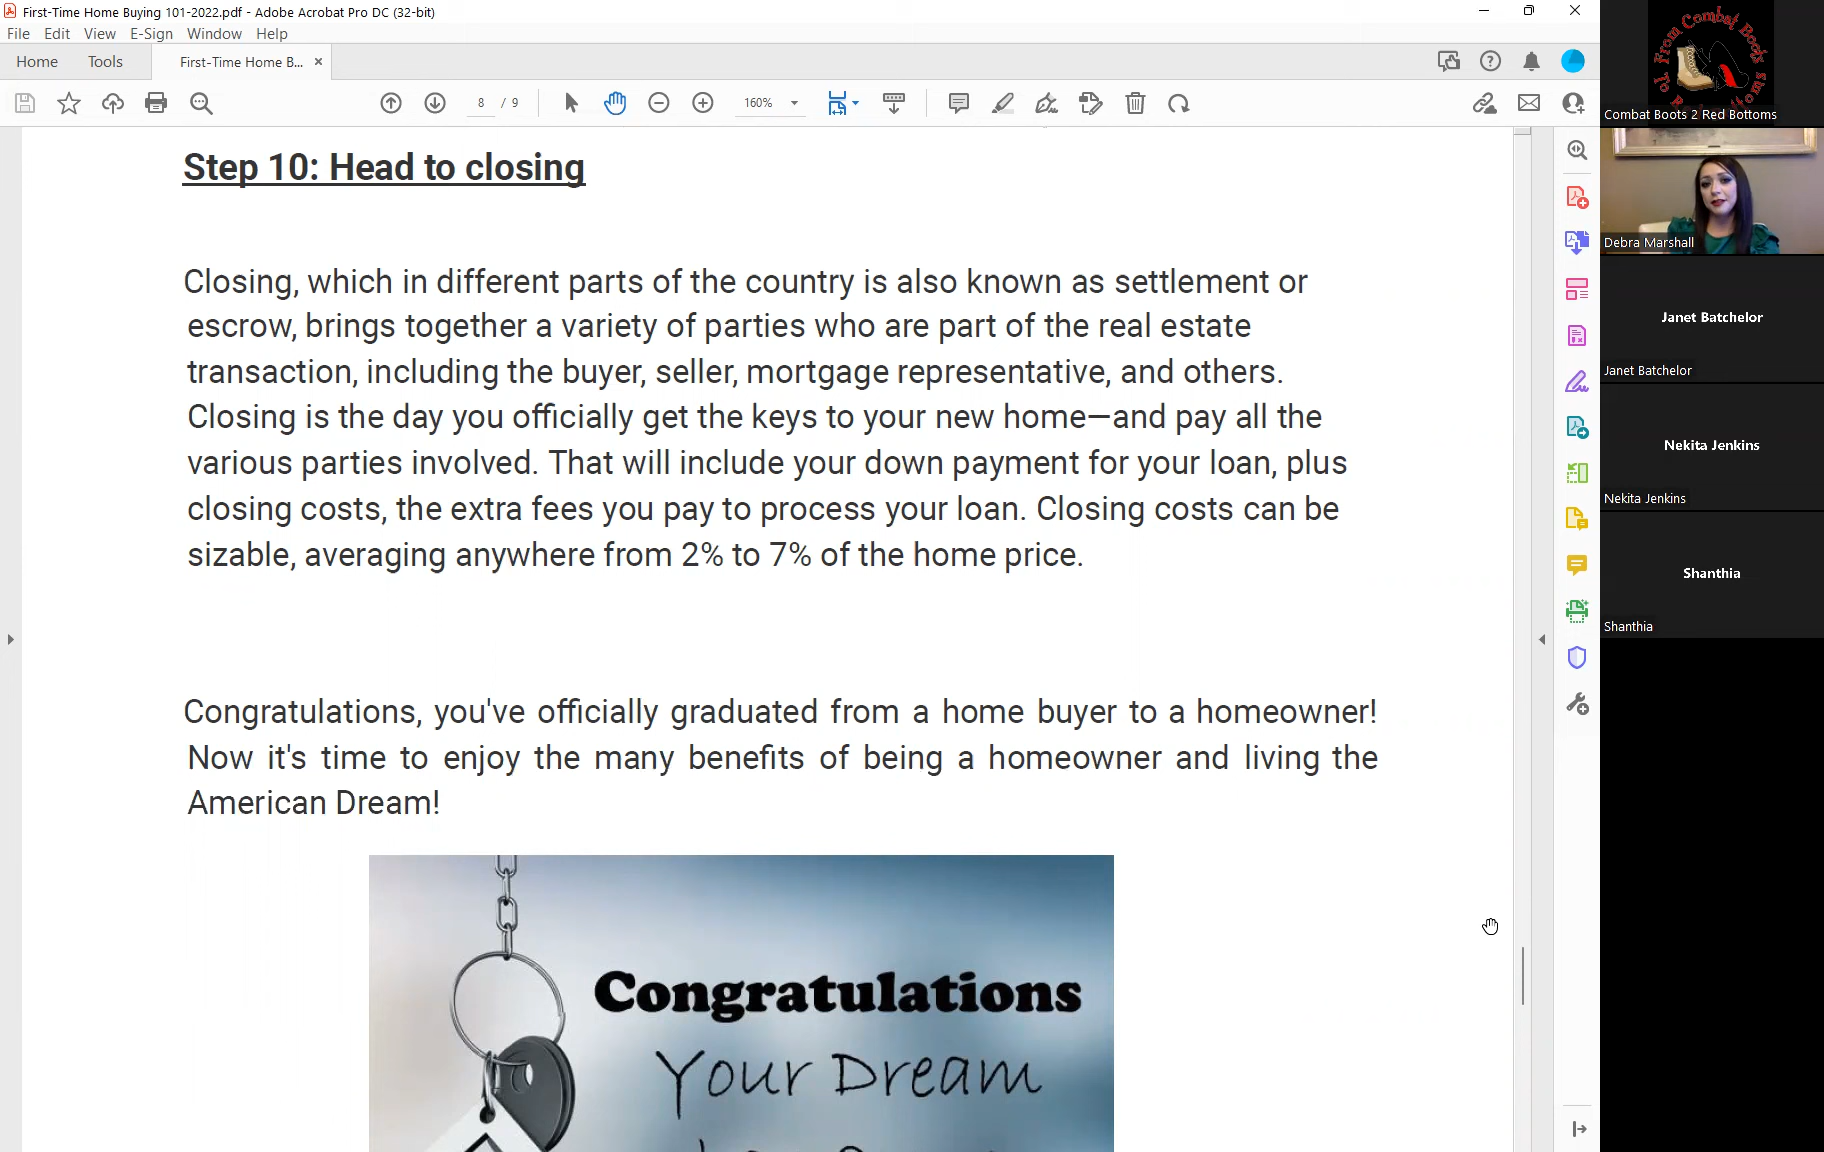 First-Time Home Buying 101-2022.pdf - Adobe Acrobat Pro DC (32-bit)
File Edit View E-Sign Window Help
Home Tools First-Time Home B... ×
8 / 9 160%
Step 10: Head to closing
Closing, which in different parts of the country is also known as settlement or
escrow, brings together a variety of parties who are part of the real estate
transaction, including the buyer, seller, mortgage representative, and others.
Closing is the day you officially get the keys to your new home—and pay all the
various parties involved. That will include your down payment for your loan, plus
closing costs, the extra fees you pay to process your loan. Closing costs can be
sizable, averaging anywhere from 2% to 7% of the home price.
Congratulations, you've officially graduated from a home buyer to a homeowner!
Now it's time to enjoy the many benefits of being a homeowner and living the
American Dream!
Congratulations
Your Dream
From Combat Boots
to
Combat Boots 2 Red Bottoms
Debra Marshall
Janet Batchelor
Janet Batchelor
Nekita Jenkins
Nekita Jenkins
Shanthia
Shanthia